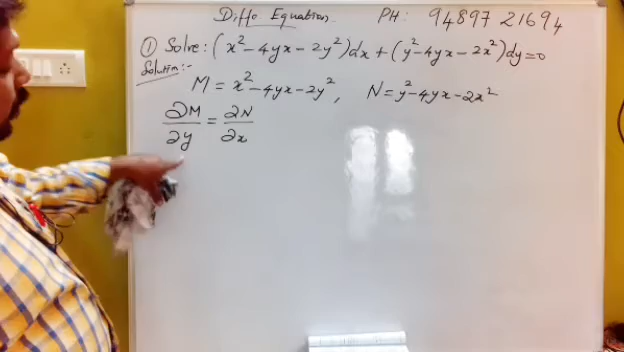 Diffe. Equations. PH: 94897 21694
① Solve: (x² - 4yx - 2y²)dx + (y² - 4yx - 2x²)dy = 0
Solution:-
M = x² - 4yx - 2y², N = y² - 4yx - 2x²
∂M/∂y = ∂N/∂x